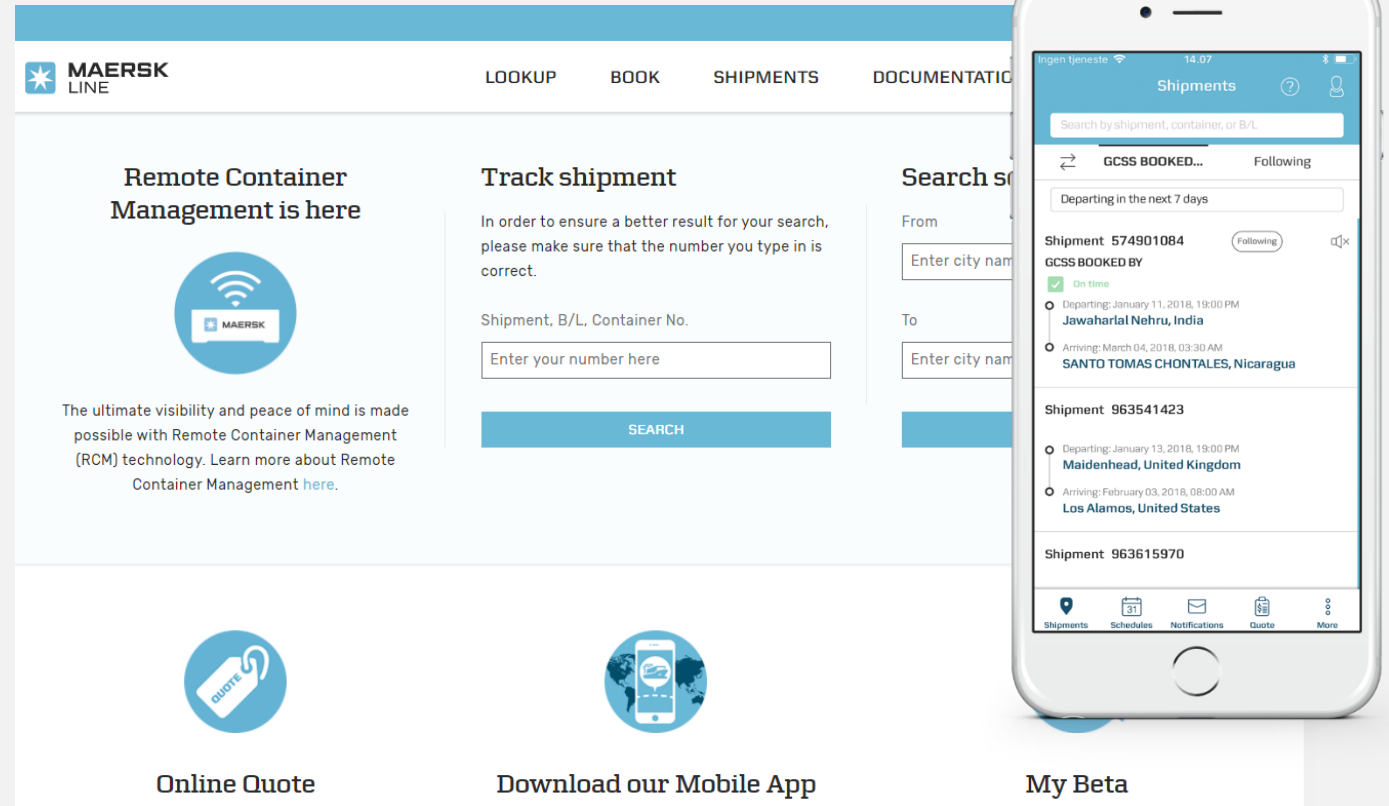 MAERSK
LINE
LOOKUP
BOOK
SHIPMENTS
DOCUMENTATIO
Remote Container
Management is here
MAERSK
The ultimate visibility and peace of mind is made
possible with Remote Container Management
(RCM) technology. Learn more about Remote
Container Management here.
Track shipment
In order to ensure a better result for your search,
please make sure that the number you type in is
correct.
Shipment, B/L, Container No.
Enter your number here
SEARCH
Search
From
Enter city nam
To
Enter city nam
QUOTE
Online Quote
Download our Mobile App
My Beta
Ingen tjeneste 14.07
Shipments
Search by shipment, container, or B/L
GCSS BOOKED... Following
Departing in the next 7 days
Shipment 574901084 Following
GCSS BOOKED BY
On time
Departing: January 11, 2018, 19:00 PM
Jawaharlal Nehru, India
Arriving: March 04, 2018, 03:30 AM
SANTO TOMAS CHONTALES, Nicaragua
Shipment 963541423
Departing: January 13, 2018, 19:00 PM
Maidenhead, United Kingdom
Arriving: February 03, 2018, 08:00 AM
Los Alamos, United States
Shipment 963615970
31
Shipments Schedules Notifications Quote More